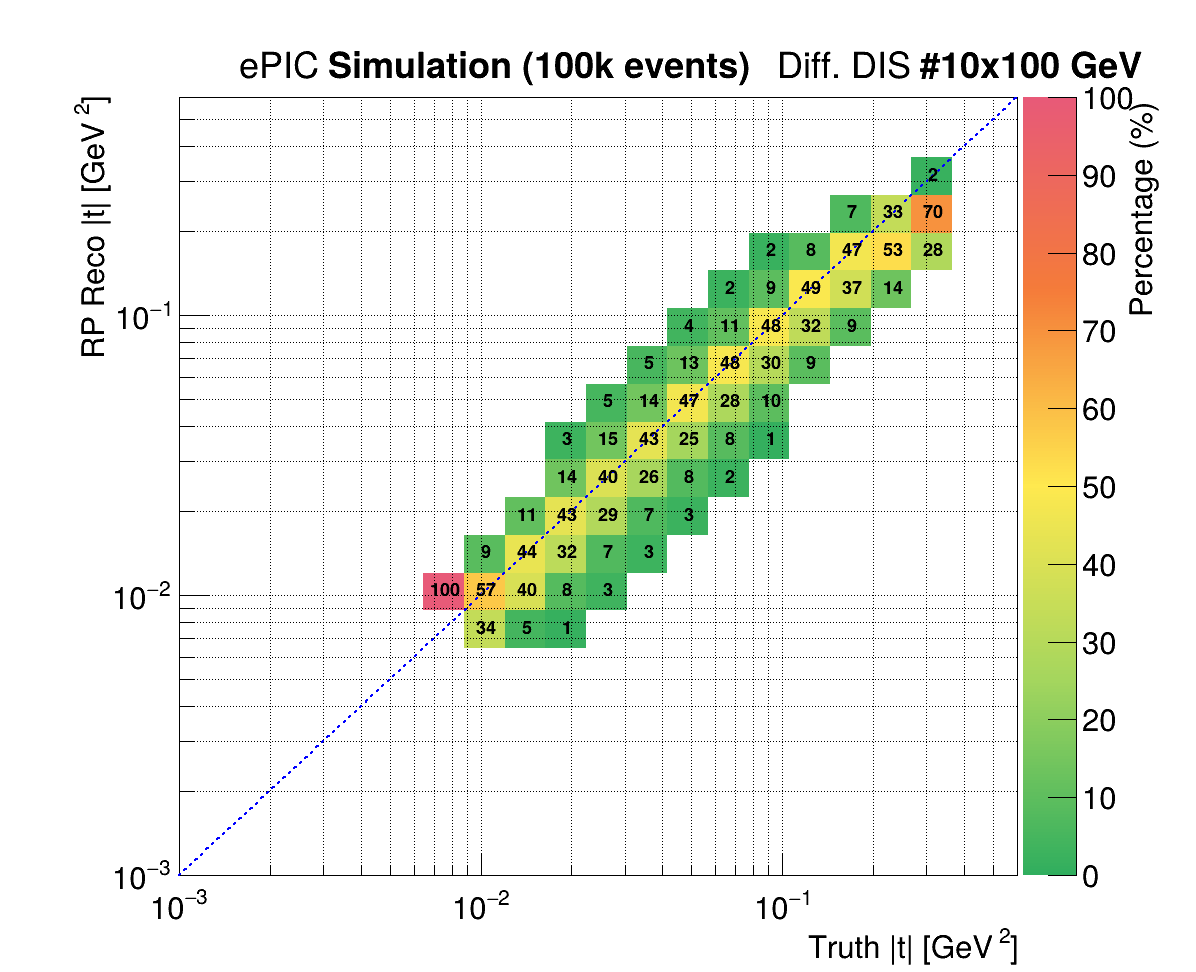 ePIC Simulation (100k events) Diff. DIS #10x100 GeV
RP Reco |t| [GeV²]
Percentage (%)
100
90
80
70
60
50
40
30
20
10
0
10⁻¹
10⁻²
10⁻³
2
7 33 70
2 8 47 53 28
2 9 49 37 14
4 11 48 32 9
5 13 48 30 9
5 14 47 28 10
3 15 43 25 8 1
14 40 26 8 2
11 43 29 7 3
9 44 32 7 3
100 57 40 8 3
34 5 1
10⁻³ 10⁻² 10⁻¹
Truth |t| [GeV²]